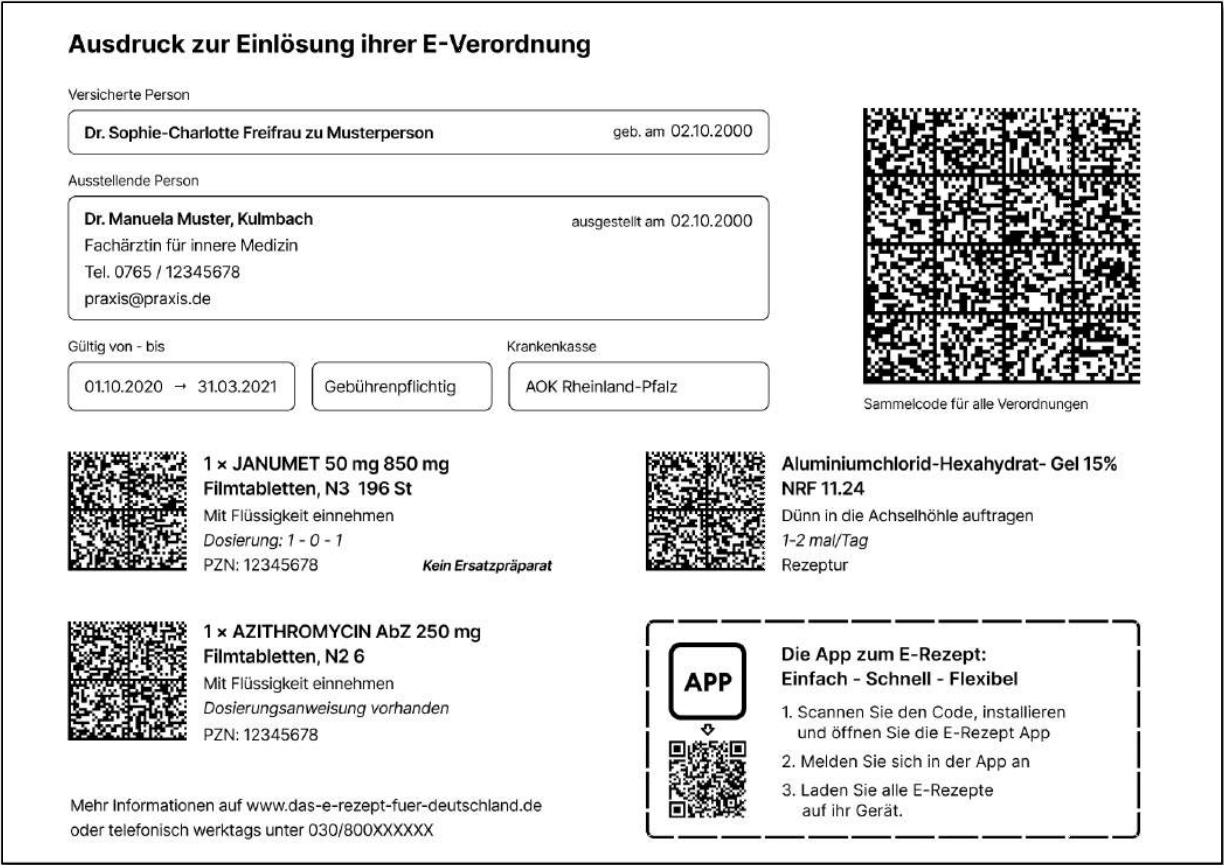 Ausdruck zur Einlösung ihrer E-Verordnung
Versicherte Person
Dr. Sophie-Charlotte Freifrau zu Musterperson geb. am 02.10.2000
Ausstellende Person
Dr. Manuela Muster, Kulmbach ausgestellt am 02.10.2000
Fachärztin für innere Medizin
Tel. 0765 / 12345678
praxis@praxis.de
Gültig von - bis
01.10.2020 → 31.03.2021
Gebührenpflichtig
Krankenkasse
AOK Rheinland-Pfalz
Sammelcode für alle Verordnungen
1 × JANUMET 50 mg 850 mg
Filmtabletten, N3 196 St
Mit Flüssigkeit einnehmen
Dosierung: 1 - 0 - 1
PZN: 12345678 Kein Ersatzpräparat
Aluminiumchlorid-Hexahydrat- Gel 15%
NRF 11.24
Dünn in die Achselhöhle auftragen
1-2 mal/Tag
Rezeptur
1 × AZITHROMYCIN AbZ 250 mg
Filmtabletten, N2 6
Mit Flüssigkeit einnehmen
Dosierungsanweisung vorhanden
PZN: 12345678
APP
Die App zum E-Rezept:
Einfach - Schnell - Flexibel
1. Scannen Sie den Code, installieren
und öffnen Sie die E-Rezept App
2. Melden Sie sich in der App an
3. Laden Sie alle E-Rezepte
auf ihr Gerät.
Mehr Informationen auf www.das-e-rezept-fuer-deutschland.de
oder telefonisch werktags unter 030/800XXXXXX